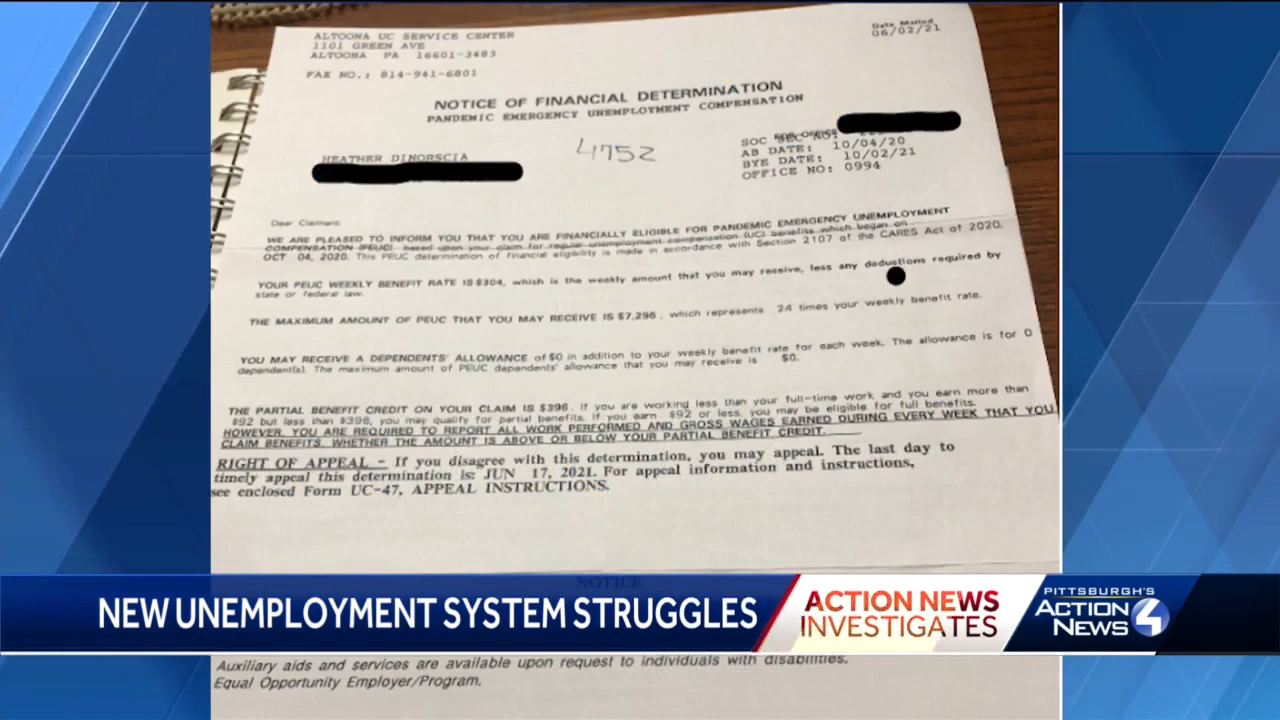 ALTOONA UC SERVICE CENTER
1101 GREEN AVE
ALTOONA PA 16601-3483
FAX NO.: 814-941-6801
Date Mailed
06/02/21
NOTICE OF FINANCIAL DETERMINATION
PANDEMIC EMERGENCY UNEMPLOYMENT COMPENSATION
4752
HEATHER DINORSCIA
FOR OFFICE
SOC SEC NO:
AB DATE: 10/04/20
BYE DATE: 10/02/21
OFFICE NO: 0994
Dear Claimant:
WE ARE PLEASED TO INFORM YOU THAT YOU ARE FINANCIALLY ELIGIBLE FOR PANDEMIC EMERGENCY UNEMPLOYMENT
COMPENSATION (PEUC) based upon your claim for regular unemployment compensation (UC) benefits which began on
OCT 04, 2020. This PEUC determination of financial eligibility is made in accordance with Section 2107 of the CARES Act of 2020.
YOUR PEUC WEEKLY BENEFIT RATE IS $304, which is the weekly amount that you may receive, less any deductions required by
state or federal law.
THE MAXIMUM AMOUNT OF PEUC THAT YOU MAY RECEIVE IS $7,296, which represents 24 times your weekly benefit rate.
YOU MAY RECEIVE A DEPENDENTS' ALLOWANCE of $0 in addition to your weekly benefit rate for each week. The allowance is for 0
dependent(s). The maximum amount of PEUC dependents' allowance that you may receive is $0.
THE PARTIAL BENEFIT CREDIT ON YOUR CLAIM IS $396. If you are working less than your full-time work and you earn more than
$92 but less than $396, you may qualify for partial benefits. If you earn $92 or less, you may be eligible for full benefits.
HOWEVER, YOU ARE REQUIRED TO REPORT ALL WORK PERFORMED AND GROSS WAGES EARNED DURING EVERY WEEK THAT YOU
CLAIM BENEFITS, WHETHER THE AMOUNT IS ABOVE OR BELOW YOUR PARTIAL BENEFIT CREDIT.
RIGHT OF APPEAL - If you disagree with this determination, you may appeal. The last day to
timely appeal this determination is: JUN 17, 2021. For appeal information and instructions,
see enclosed Form UC-47, APPEAL INSTRUCTIONS.
NOTICE
NEW UNEMPLOYMENT SYSTEM STRUGGLES
ACTION NEWS
INVESTIGATES
PITTSBURGH'S
ACTION
NEWS 4
Auxiliary aids and services are available upon request to individuals with disabilities.
Equal Opportunity Employer/Program.